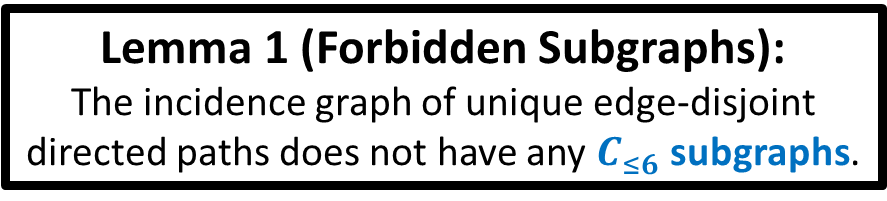 Lemma 1 (Forbidden Subgraphs):
The incidence graph of unique edge-disjoint
directed paths does not have any C≤6 subgraphs.